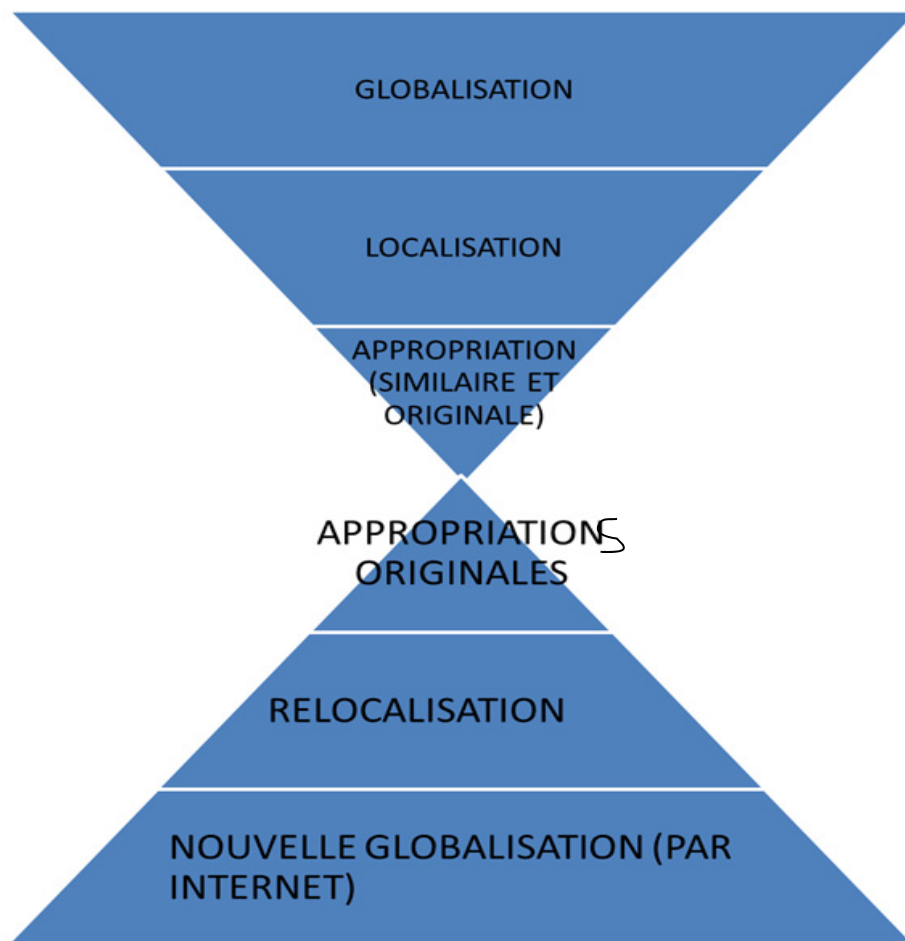 GLOBALISATION
LOCALISATION
APPROPRIATION
(SIMILAIRE ET
ORIGINALE)
APPROPRIATIONS
ORIGINALES
RELOCALISATION
NOUVELLE GLOBALISATION (PAR
INTERNET)